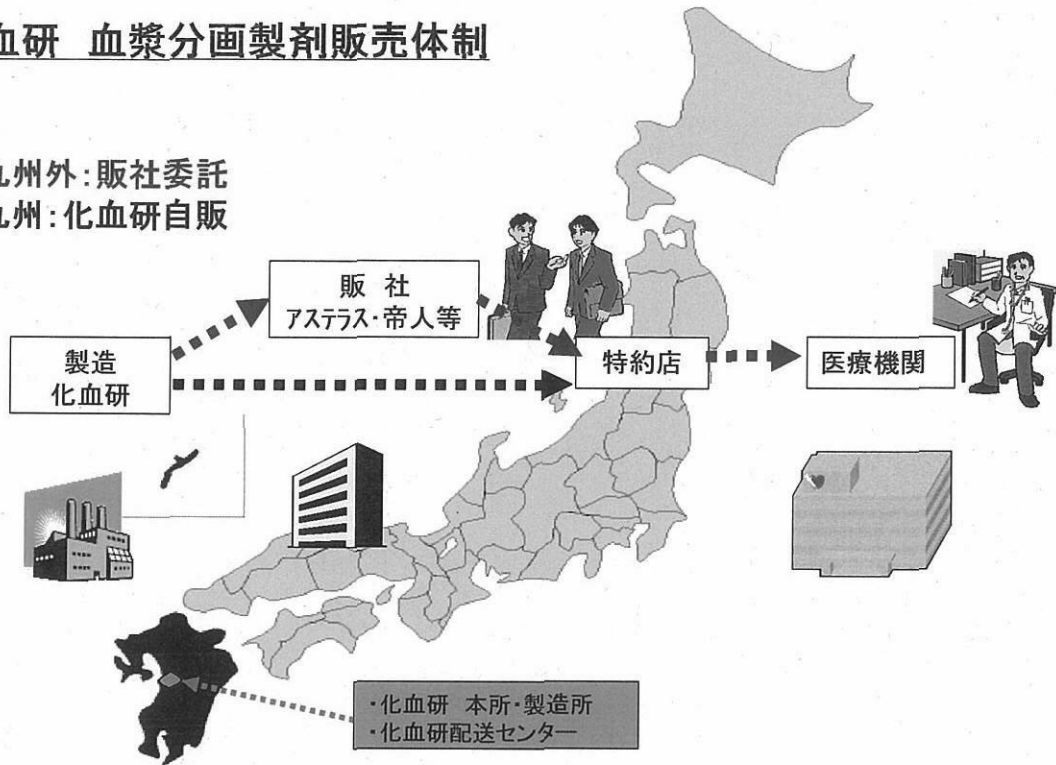 血研 血漿分画製剤販売体制
州外：販社委託
州：化血研自販
販 社
アステラス・帝人等
製造
化血研
特約店
医療機関
・化血研 本所・製造所
・化血研配送センター